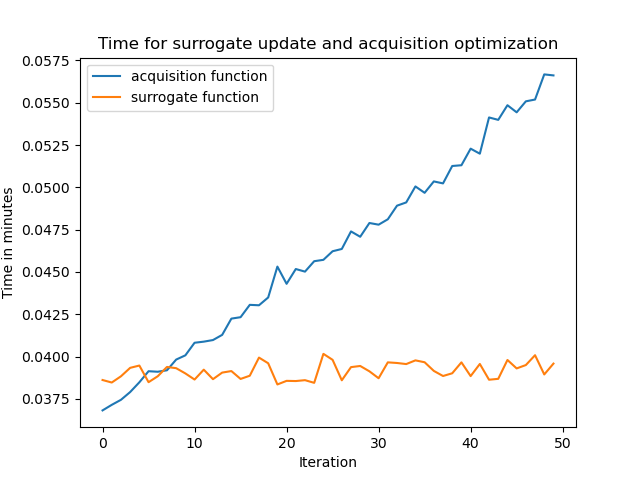 Time for surrogate update and acquisition optimization
acquisition function
surrogate function
0.0575
0.0550
0.0525
0.0500
0.0475
0.0450
0.0425
0.0400
0.0375
Time in minutes
0 10 20 30 40 50
Iteration